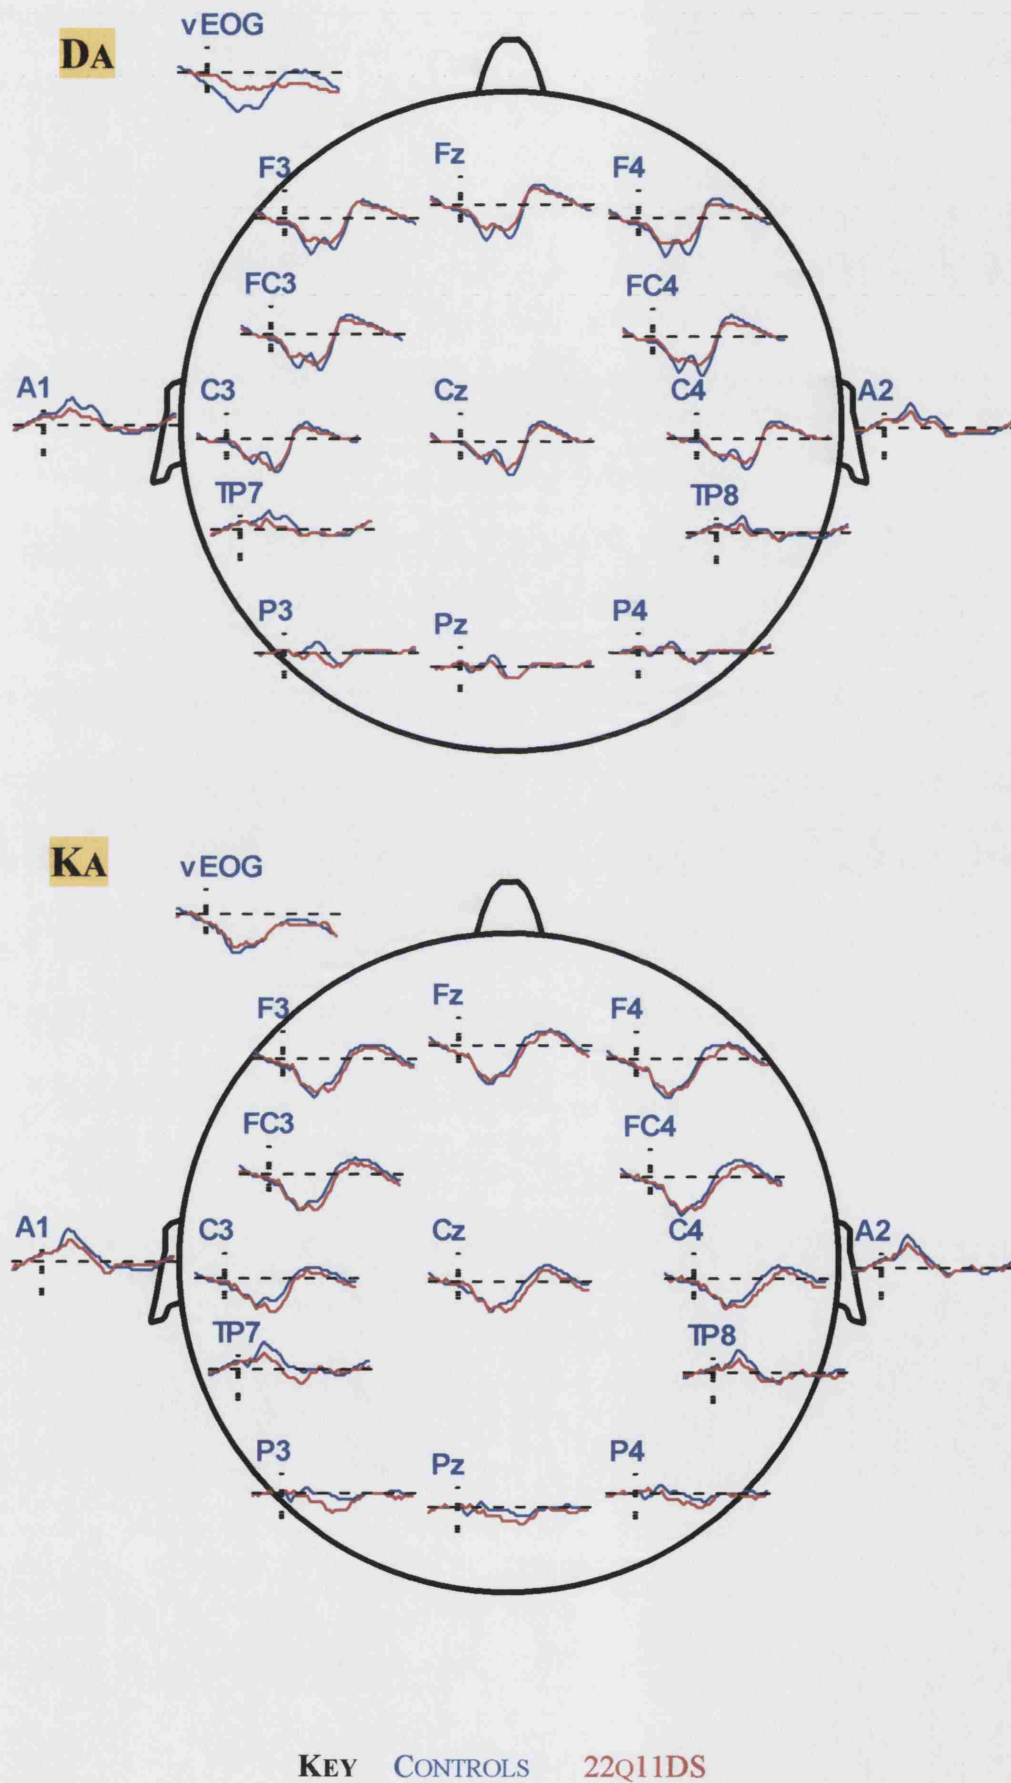 DA
vEOG
F3 Fz F4
FC3 FC4
A1 C3 Cz C4 A2
TP7 TP8
P3 Pz P4
KA
vEOG
F3 Fz F4
FC3 FC4
A1 C3 Cz C4 A2
TP7 TP8
P3 Pz P4
KEY CONTROLS 22Q11DS